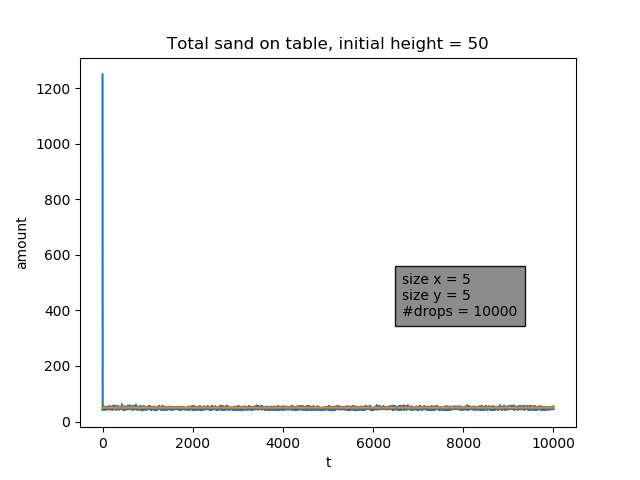 Total sand on table, initial height = 50
1200
1000
800
600
400
200
0
amount
size x = 5
size y = 5
#drops = 10000
0 2000 4000 6000 8000 10000
t